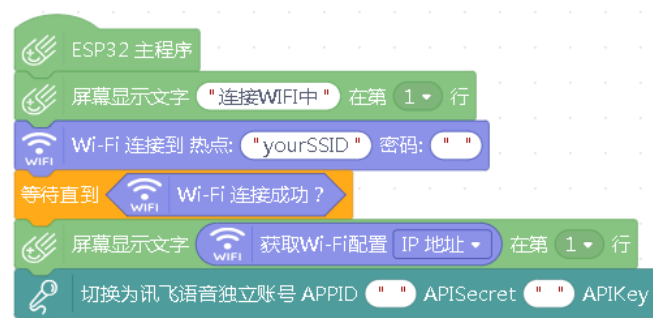 ESP32 主程序
屏幕显示文字 "连接WIFI中" 在第 1 行
WIFI Wi-Fi 连接到 热点: "yourSSID" 密码: " "
等待直到 WIFI Wi-Fi 连接成功？
屏幕显示文字 WIFI 获取Wi-Fi配置 IP 地址 在第 1 行
切换为讯飞语音独立账号 APPID " " APISecret " " APIKey